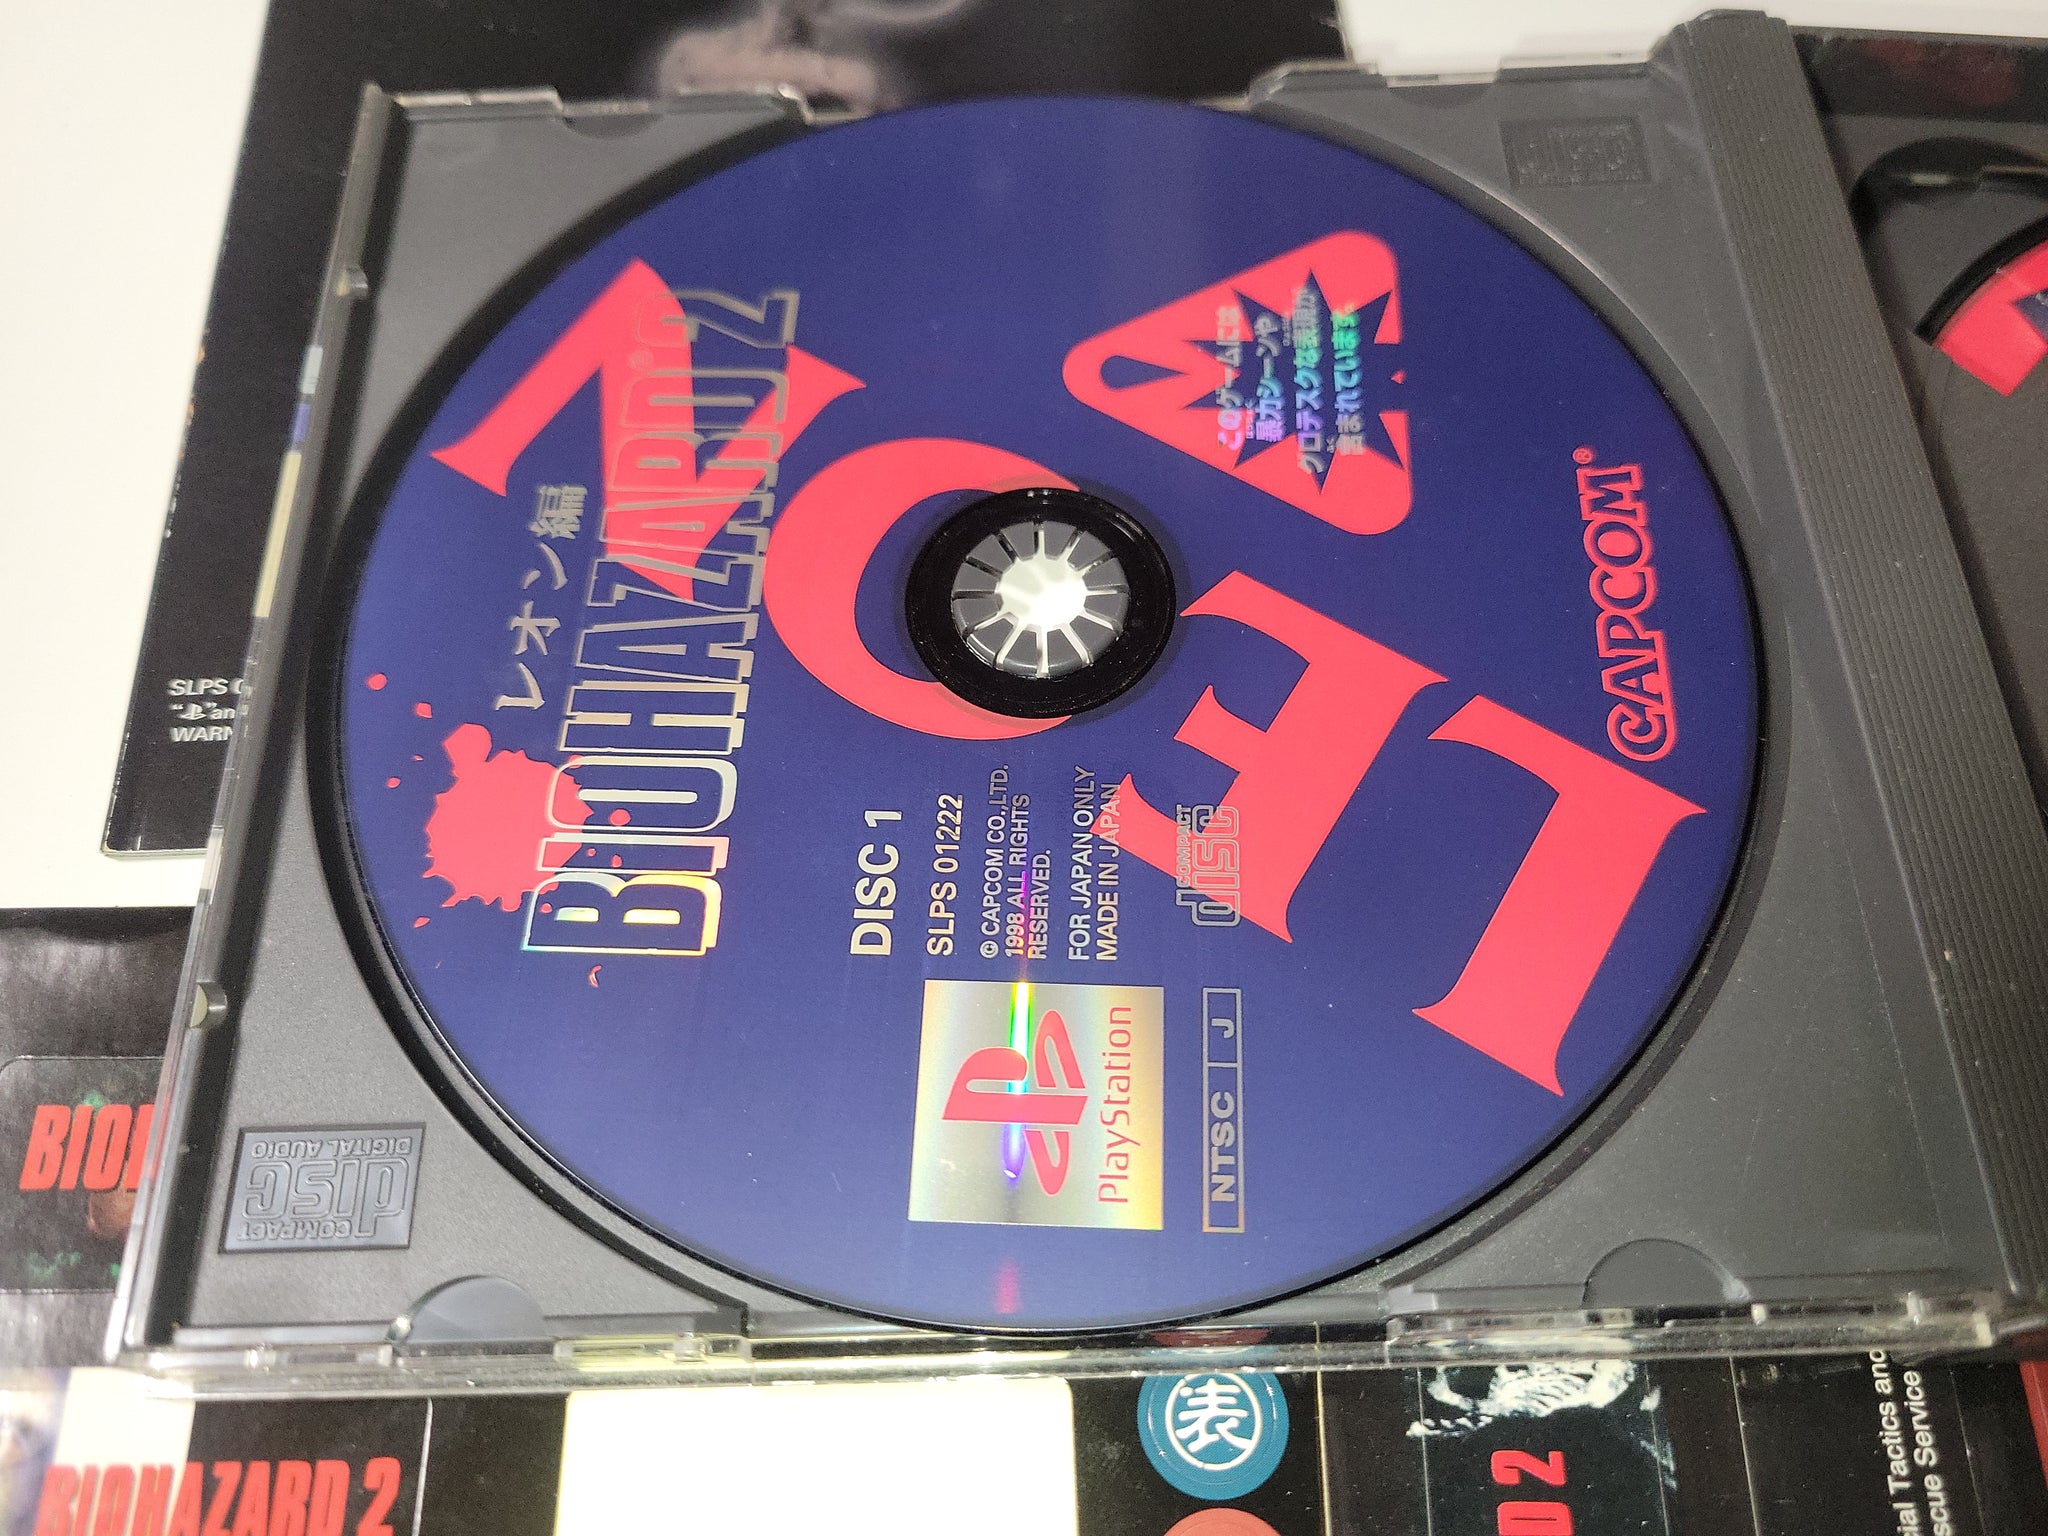 レオン編
BIOHAZARD® 2
LEON
DISC 1
SLPS 01222
© CAPCOM CO.,LTD.
1998 ALL RIGHTS
RESERVED.
FOR JAPAN ONLY
MADE IN JAPAN
COMPACT
disc
PlayStation
NTSC J
このゲームには
暴力シーンや
グロテスクな表現が
含まれています。
CAPCOM®
COMPACT
disc
DIGITAL AUDIO
SLPS
WARN
BIOHAZARD 2
表
D 2
Tactics and
Service